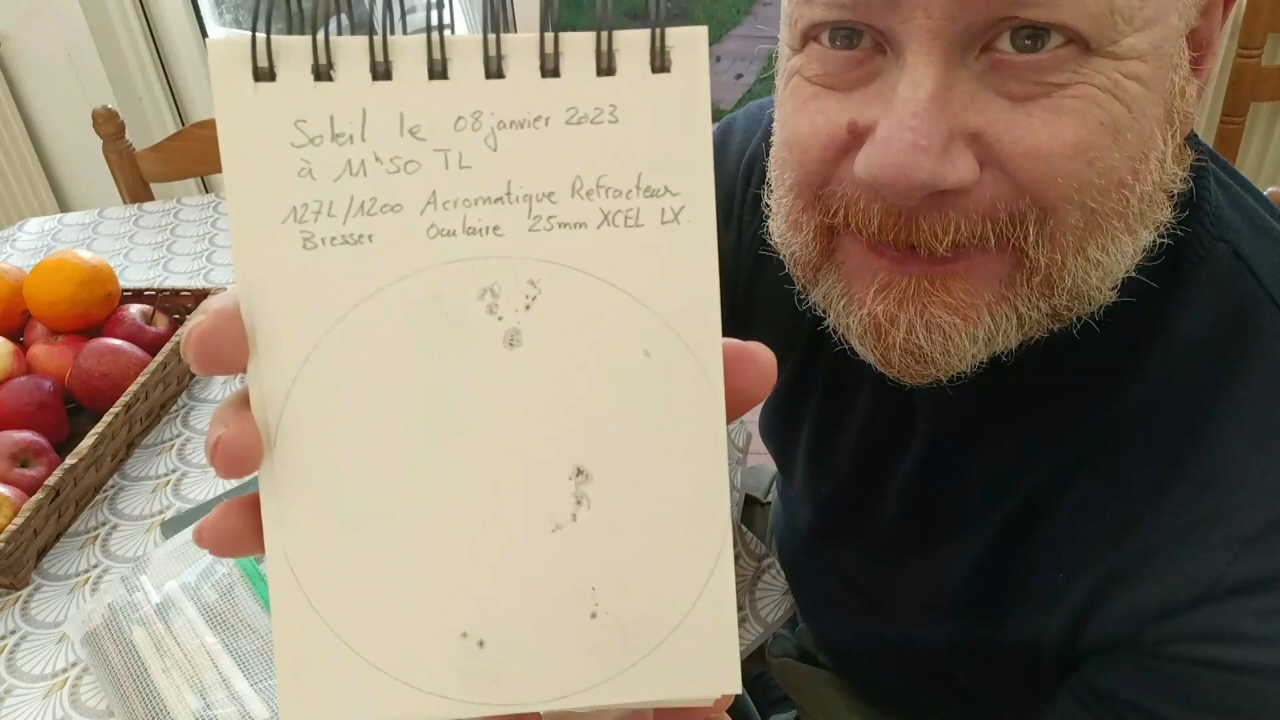 Soleil le 08 janvier 2023
à 11h50 TL
127L/1200 Acromatique Refracteur
Bresser Oculaire 25mm XCEL LX